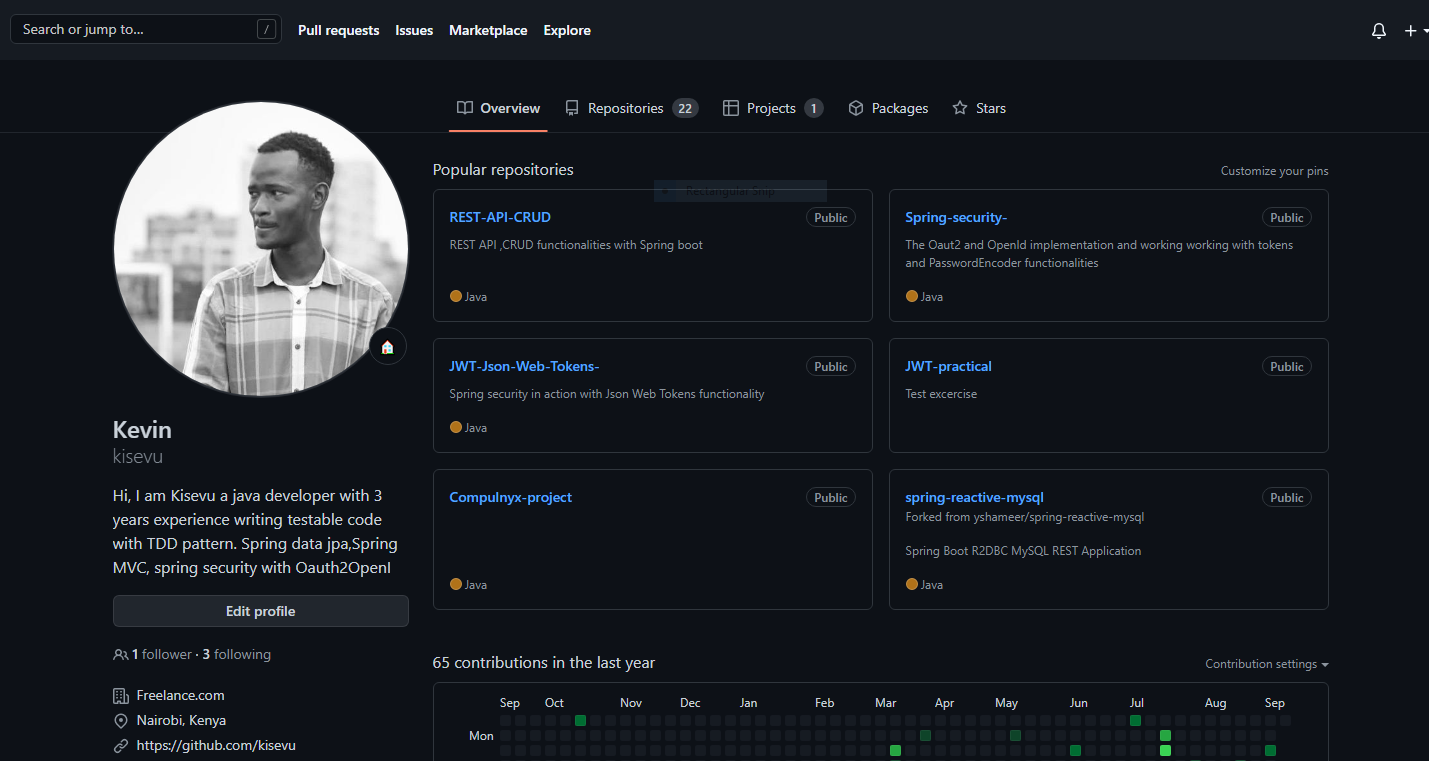 Search or jump to... /
Pull requests
Issues
Marketplace
Explore
Overview
Repositories 22
Projects 1
Packages
Stars
Kevin
kisevu
Hi, I am Kisevu a java developer with 3
years experience writing testable code
with TDD pattern. Spring data jpa,Spring
MVC, spring security with Oauth2OpenI
Edit profile
1 follower · 3 following
Freelance.com
Nairobi, Kenya
https://github.com/kisevu
Popular repositories
Customize your pins
Rectangular Snip
REST-API-CRUD
Public
REST API ,CRUD functionalities with Spring boot
Java
Spring-security-
Public
The Oaut2 and OpenId implementation and working working with tokens
and PasswordEncoder functionalities
Java
JWT-Json-Web-Tokens-
Public
Spring security in action with Json Web Tokens functionality
Java
JWT-practical
Public
Test excercise
Compulnyx-project
Public
Java
spring-reactive-mysql
Public
Forked from yshameer/spring-reactive-mysql
Spring Boot R2DBC MySQL REST Application
Java
65 contributions in the last year
Contribution settings
Sep Oct Nov Dec Jan Feb Mar Apr May Jun Jul Aug Sep
Mon